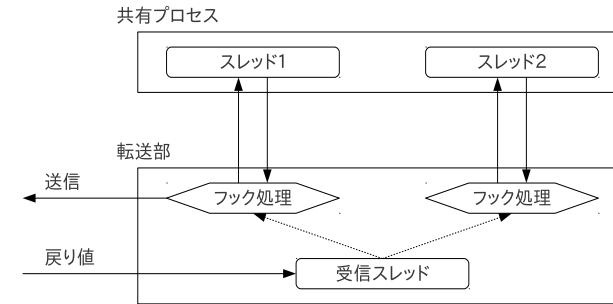 共有プロセス
スレッド1
スレッド2
転送部
送信
フック処理
フック処理
戻り値
受信スレッド